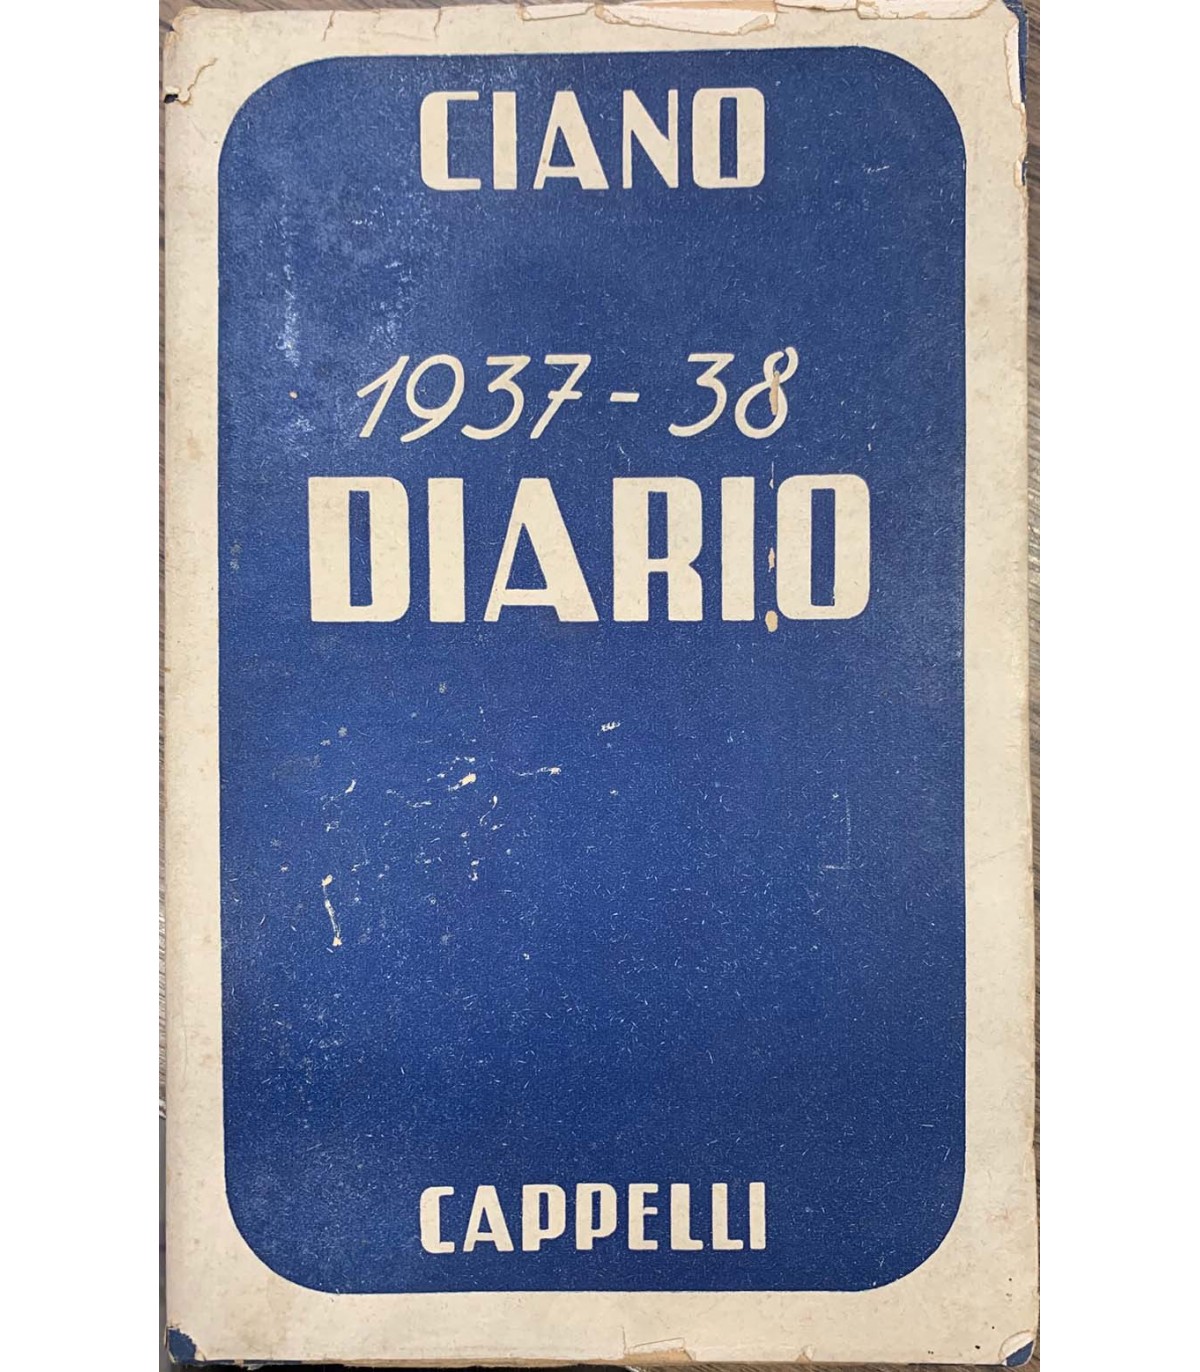 CIANO
1937-38
DIARIO
CAPPELLI